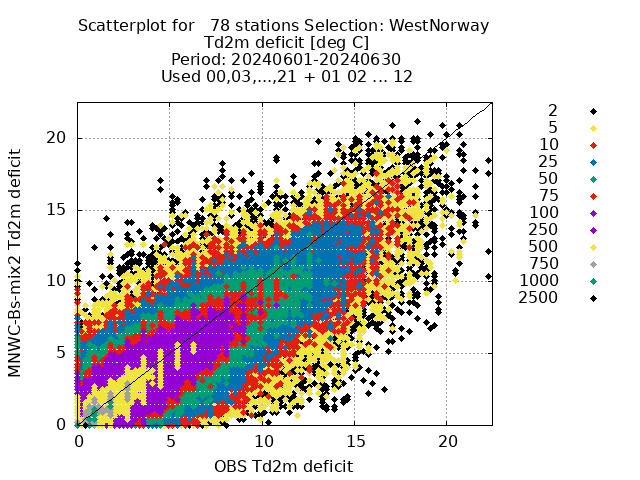 Scatterplot for   78 stations Selection: WestNorway
Td2m deficit [deg C]
Period: 20240601-20240630
Used 00,03,...,21 + 01 02 ... 12
MNWC-Bs-mix2 Td2m deficit
20
15
10
5
0
0 5 10 15 20
OBS Td2m deficit
2
5
10
25
50
75
100
250
500
750
1000
2500